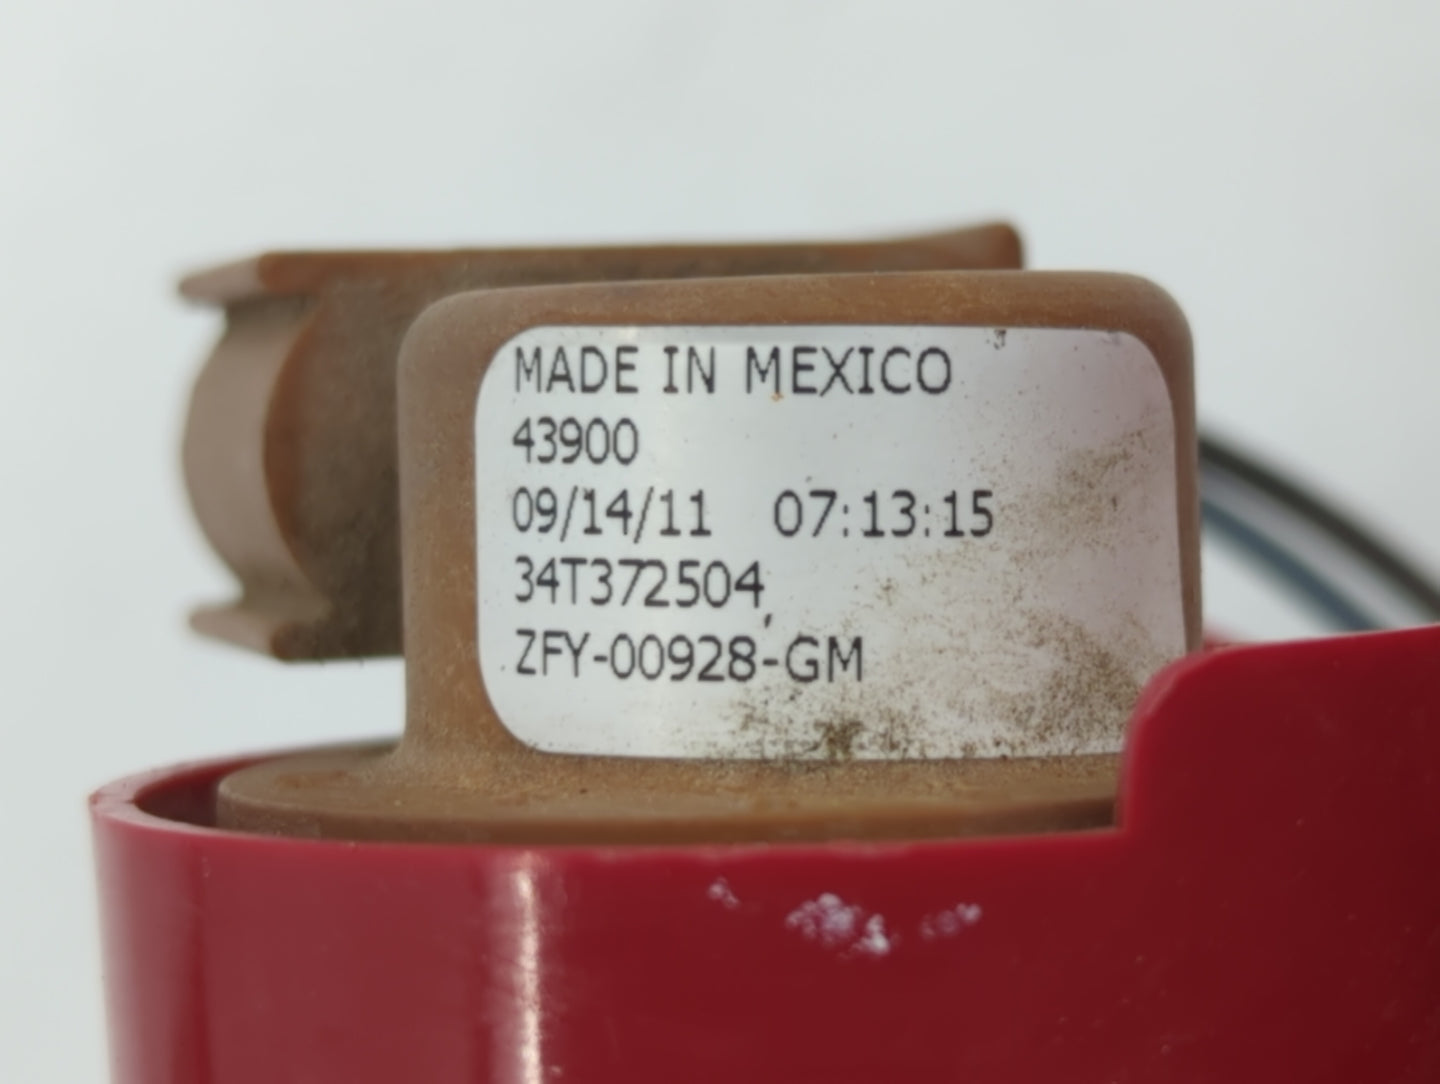 MADE IN MEXICO
43900
09/14/11 07:13:15
34T372504
ZFY-00928-GM